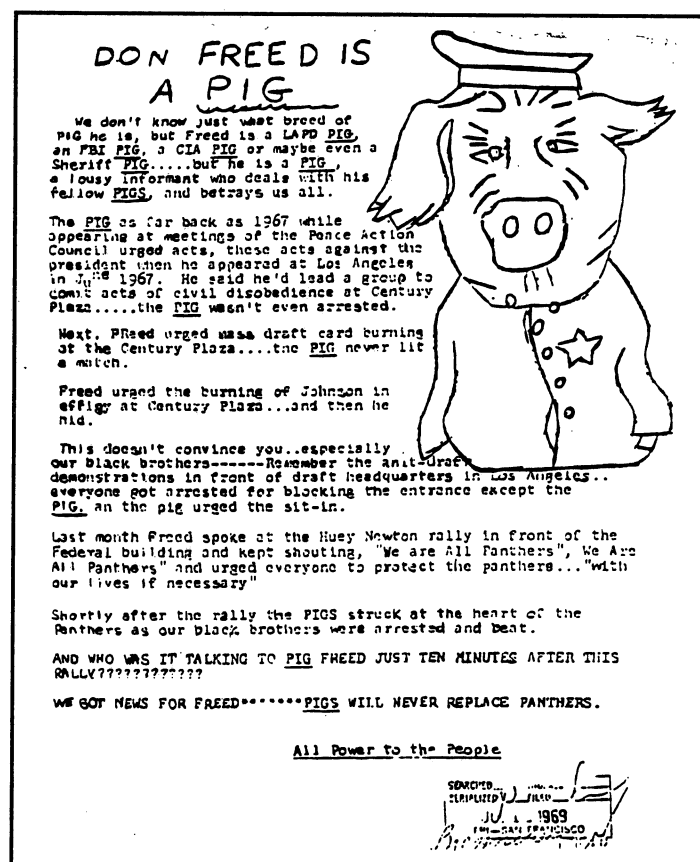 DON FREED IS
A PIG
We don't know just what breed of
PIG he is, but Freed is a LAPD PIG,
an FBI PIG, a CIA PIG or maybe even a
Sheriff PIG.....but he is a PIG,
a lousy informant who deals with his
fellow PIGS, and betrays us all.
The PIG as far back as 1967 while
appearing at meetings of the Peace Action
Council urged acts, these acts against the
president when he appeared at Los Angeles
in June 1967. He said he'd lead a group to
comit acts of civil disobedience at Century
Plaza.....the PIG wasn't even arrested.
Next, FReed urged mass draft card burning
at the Century Plaza....the PIG never lit
a match.
Freed urged the burning of Johnson in
effigy at Century Plaza...and then he
hid.
This doesn't convince you..especially
our black brothers------Remember the anit-draft
demonstrations in front of draft headquarters in Los Angeles..
everyone got arrested for blocking the entrance except the
PIG, an the pig urged the sit-in.
Last month Freed spoke at the Huey Newton rally in front of the
Federal building and kept shouting, "We are All Panthers", We Are
All Panthers" and urged everyone to protect the panthers..."with
our lives if necessary"
Shortly after the rally the PIGS struck at the heart of the
Panthers as our black brothers were arrested and beat.
AND WHO WAS IT TALKING TO PIG FREED JUST TEN MINUTES AFTER THIS
RALLY????????????
WE GOT NEWS FOR FREED*******PIGS WILL NEVER REPLACE PANTHERS.
All Power to the People
SEARCHED
SERIALIZED FILED
1969
FBI—SAN FRANCISCO